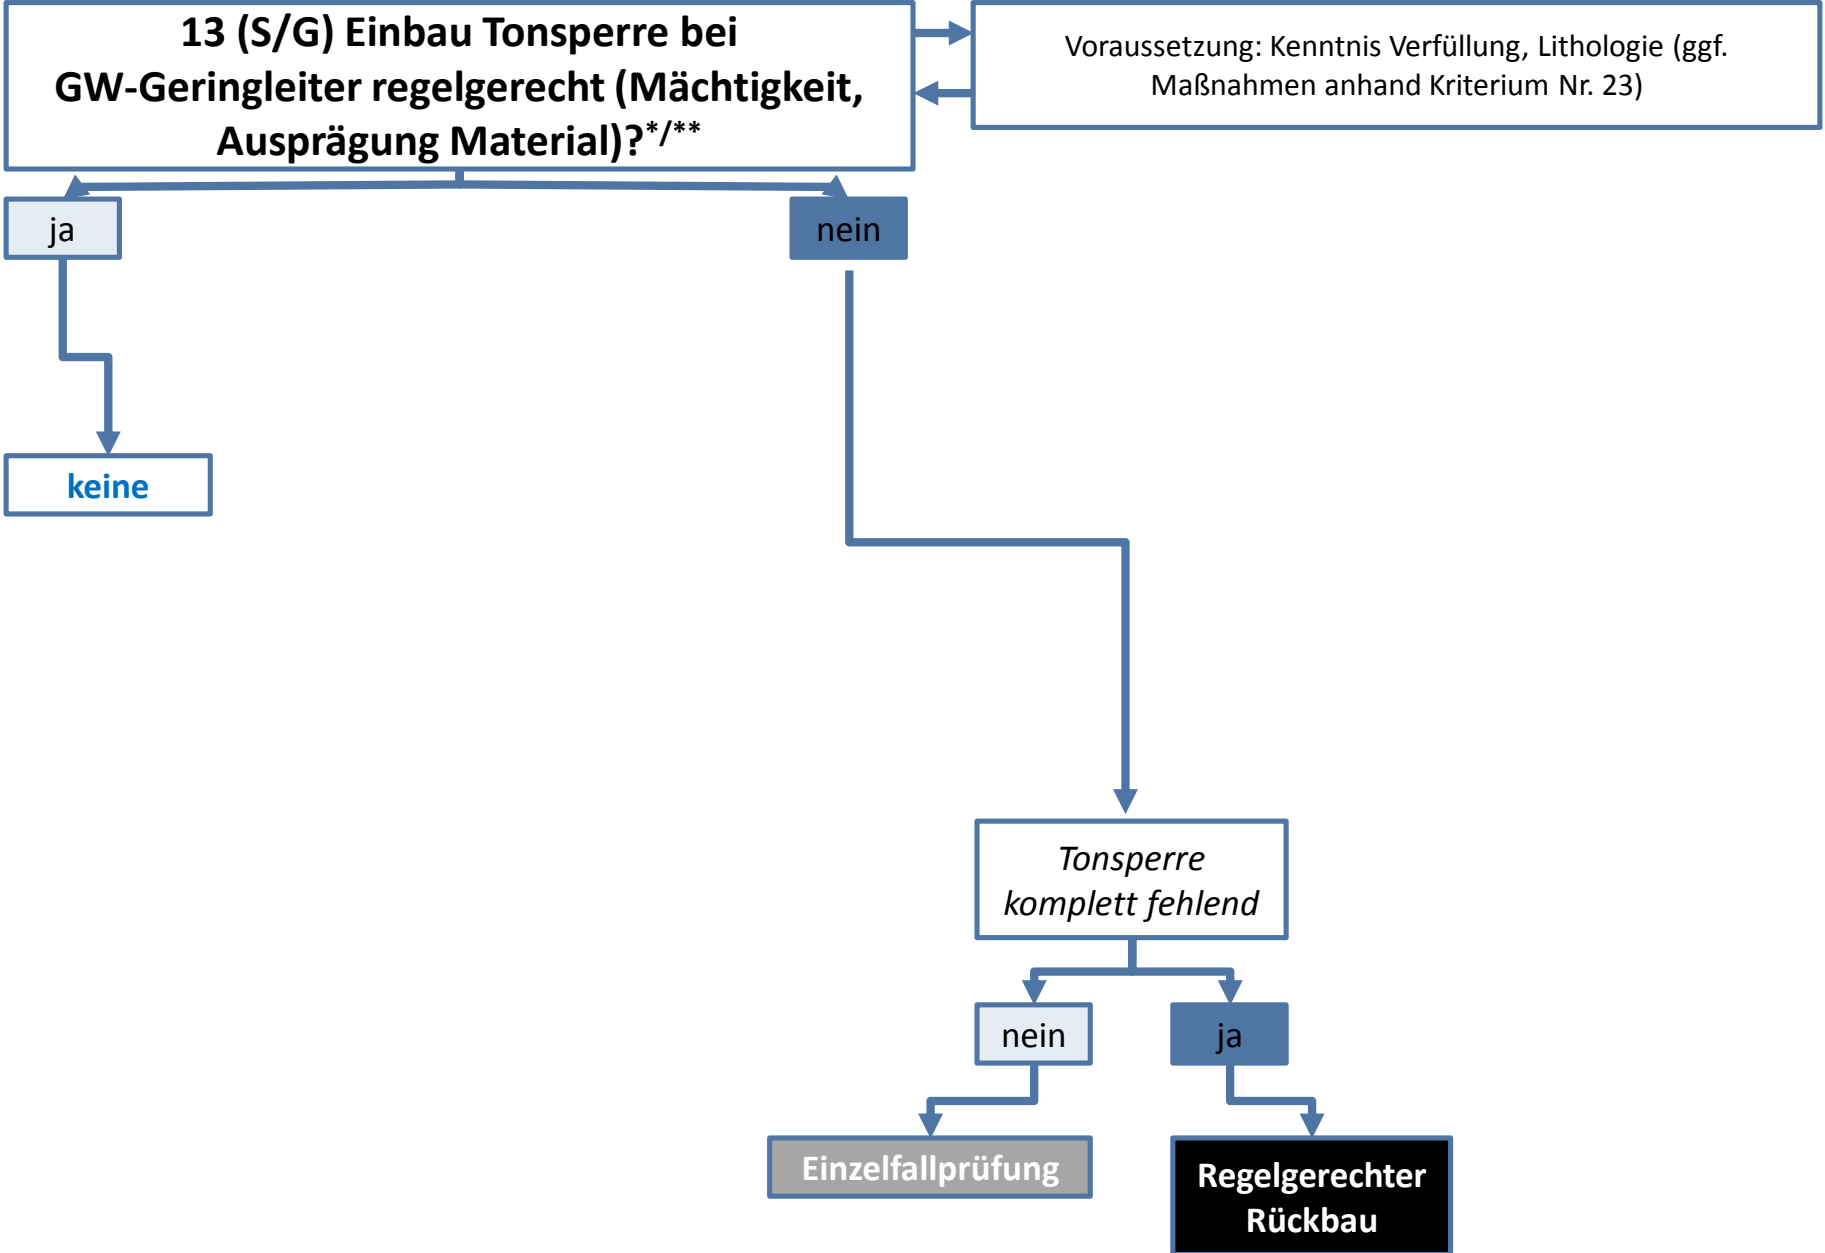 13 (S/G) Einbau Tonsperre bei
GW-Geringleiter regelgerecht (Mächtigkeit,
Ausprägung Material)?*/**
Voraussetzung: Kenntnis Verfüllung, Lithologie (ggf.
Maßnahmen anhand Kriterium Nr. 23)
ja
nein
keine
Tonsperre
komplett fehlend
nein
ja
Einzelfallprüfung
Regelgerechter
Rückbau